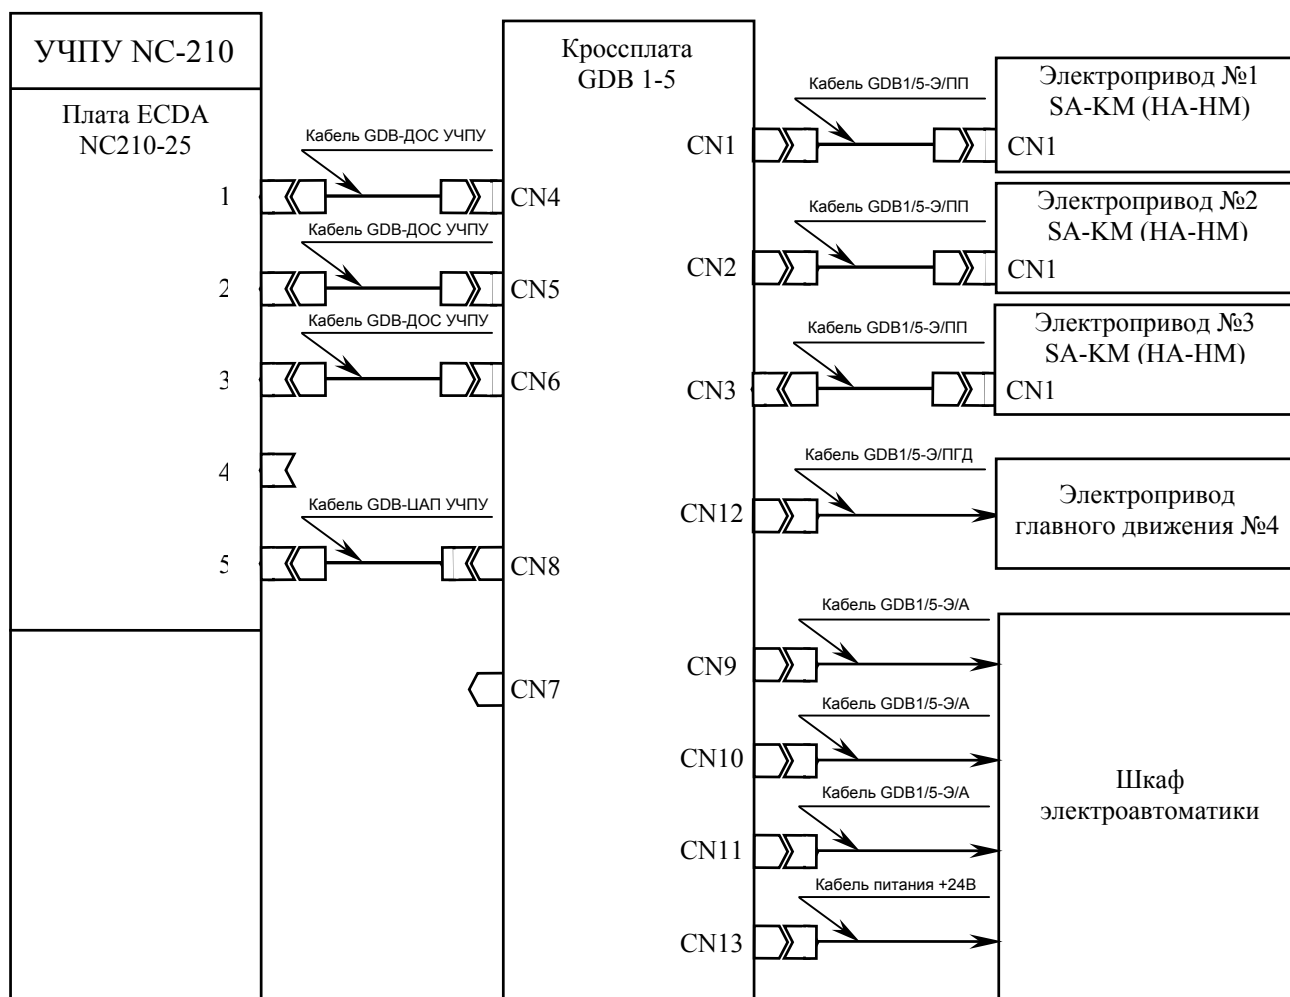 УЧПУ NC-210
Плата ECDA
NC210-25
1
2
3
4
5
Кабель GDB-ДОС УЧПУ
Кабель GDB-ДОС УЧПУ
Кабель GDB-ДОС УЧПУ
Кабель GDB-ЦАП УЧПУ
Кроссплата
GDB 1-5
CN4
CN5
CN6
CN8
CN7
CN1
CN2
CN3
CN12
CN9
CN10
CN11
CN13
Кабель GDB1/5-Э/ПП
Кабель GDB1/5-Э/ПП
Кабель GDB1/5-Э/ПП
Кабель GDB1/5-Э/ПГД
Кабель GDB1/5-Э/А
Кабель GDB1/5-Э/А
Кабель GDB1/5-Э/А
Кабель питания +24В
Электропривод №1
SA-KM (HA-HM)
CN1
Электропривод №2
SA-KM (HA-HM)
CN1
Электропривод №3
SA-KM (HA-HM)
CN1
Электропривод
главного движения №4
Шкаф
электроавтоматики